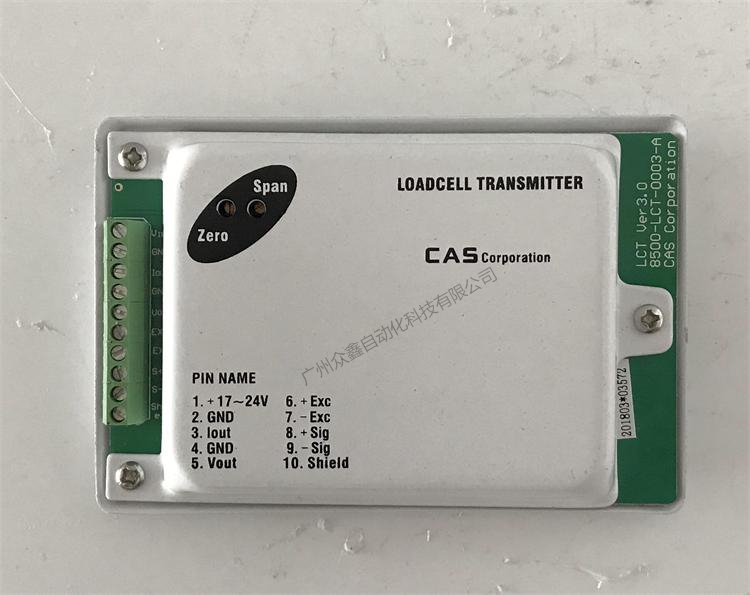 Span
Zero
LOADCELL TRANSMITTER
CAS Corporation
广州众鑫自动化科技有限公司
PIN NAME
1. +17~24V
2. GND
3. Iout
4. GND
5. Vout
6. +Exc
7. -Exc
8. +Sig
9. -Sig
10. Shield
LCT Ver3.0
8500-LCT-0003-A
CAS Corporation
201803*03572